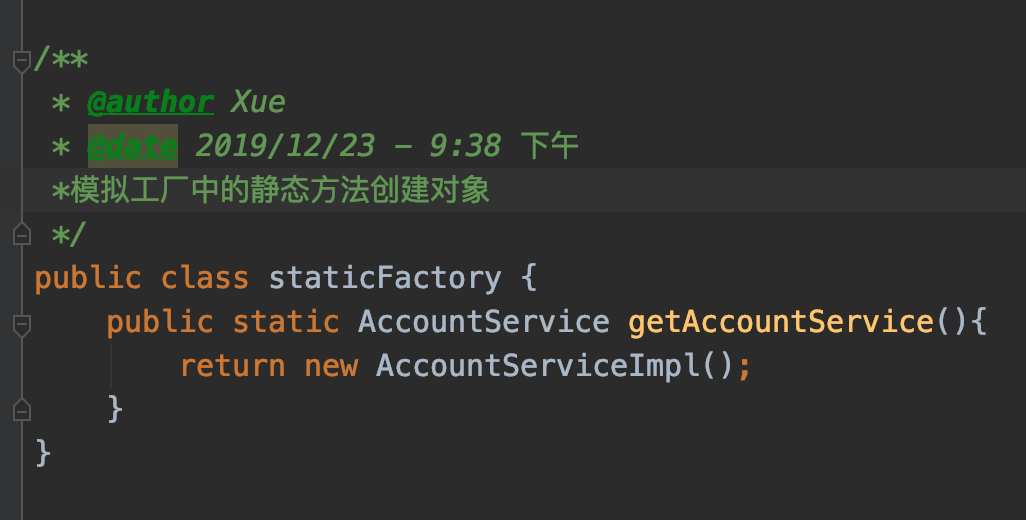 /**
 * @author Xue
 * @date 2019/12/23 - 9:38 下午
 *模拟工厂中的静态方法创建对象
 */
public class staticFactory {
    public static AccountService getAccountService(){
        return new AccountServiceImpl();
    }
}